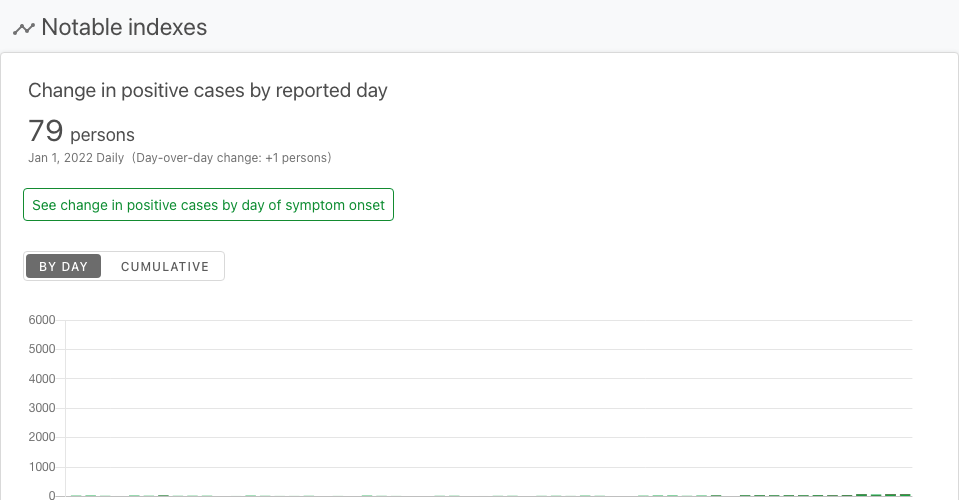 Notable indexes
Change in positive cases by reported day
79 persons
Jan 1, 2022 Daily (Day-over-day change: +1 persons)
See change in positive cases by day of symptom onset
BY DAY CUMULATIVE
6000
5000
4000
3000
2000
1000
0